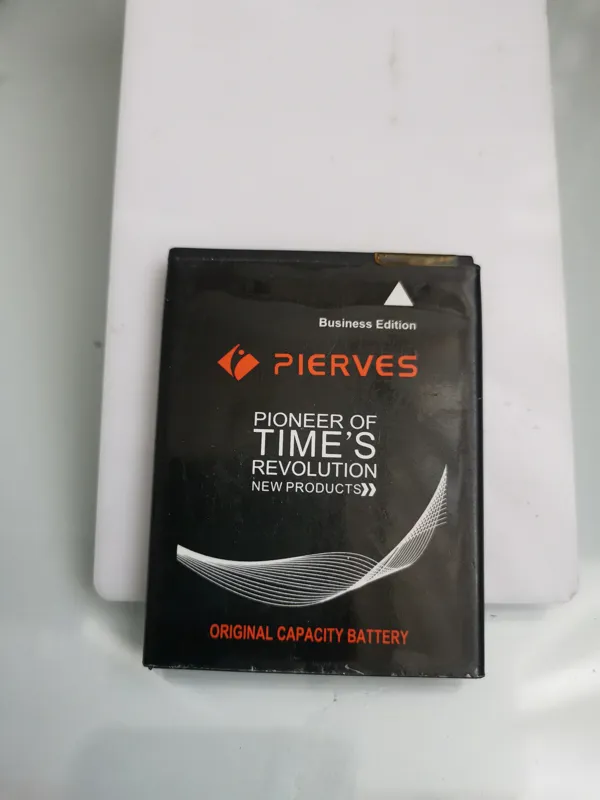 Business Edition
PIERVES
PIONEER OF
TIME'S
REVOLUTION
NEW PRODUCTS
ORIGINAL CAPACITY BATTERY